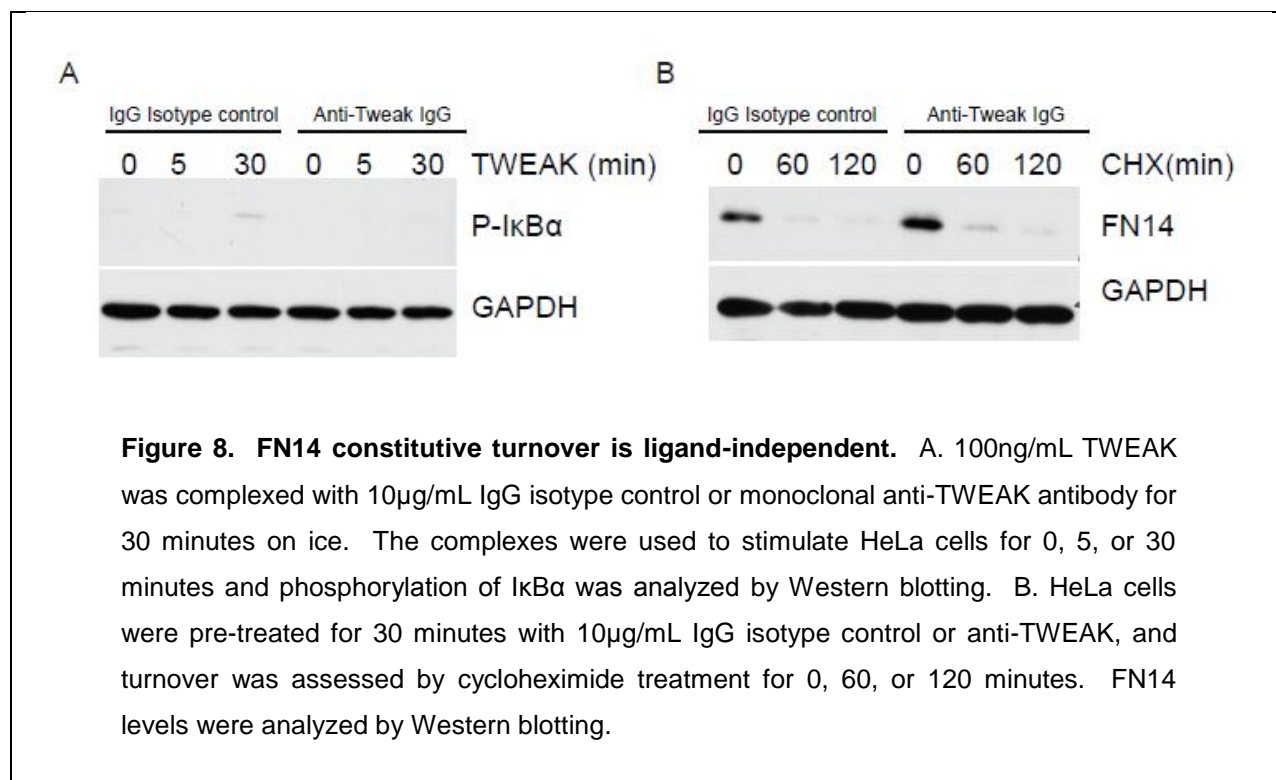 A
B
IgG Isotype control Anti-Tweak IgG
IgG Isotype control Anti-Tweak IgG
0 5 30 0 5 30 TWEAK (min)
0 60 120 0 60 120 CHX(min)
P-IκBα
FN14
GAPDH
GAPDH
Figure 8. FN14 constitutive turnover is ligand-independent. A. 100ng/mL TWEAK
was complexed with 10µg/mL IgG isotype control or monoclonal anti-TWEAK antibody for
30 minutes on ice. The complexes were used to stimulate HeLa cells for 0, 5, or 30
minutes and phosphorylation of IκBα was analyzed by Western blotting. B. HeLa cells
were pre-treated for 30 minutes with 10µg/mL IgG isotype control or anti-TWEAK, and
turnover was assessed by cycloheximide treatment for 0, 60, or 120 minutes. FN14
levels were analyzed by Western blotting.